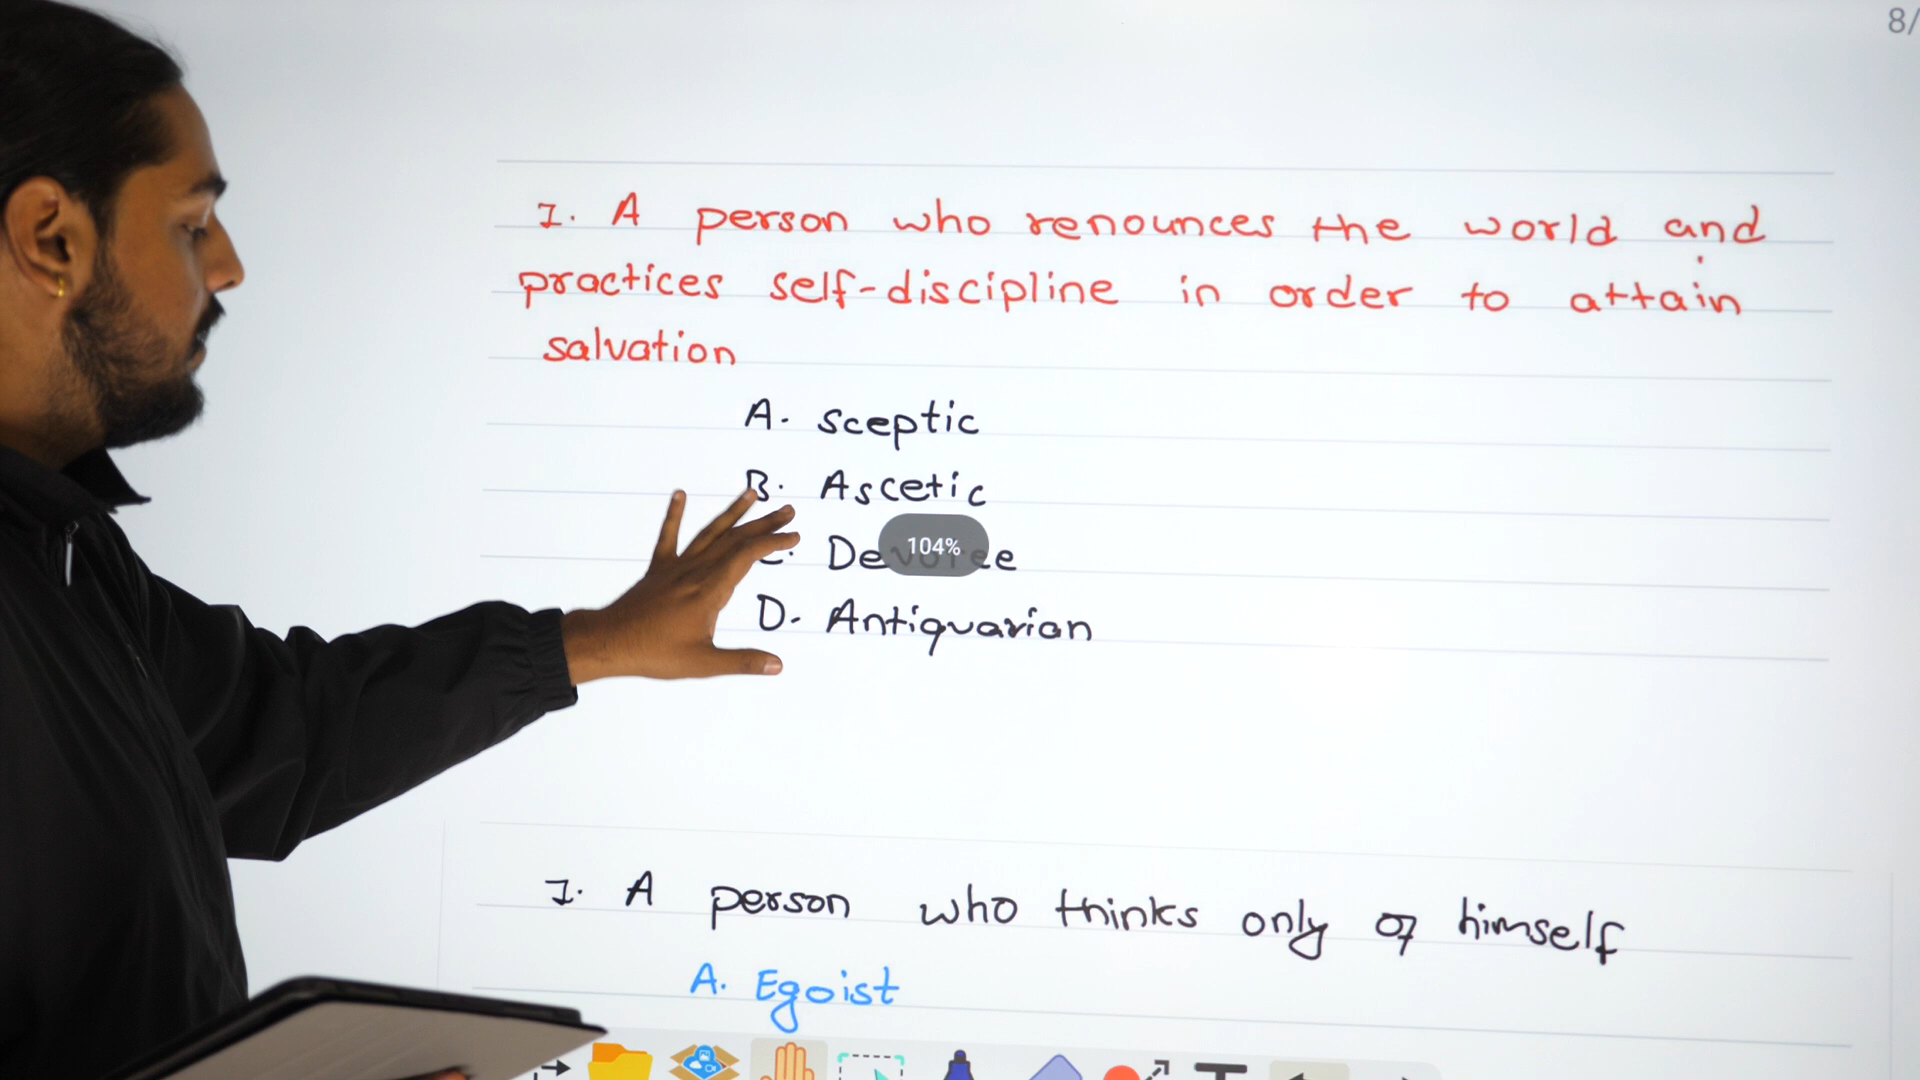 8/
I. A person who renounces the world and
practices self-discipline in order to attain
salvation
A. sceptic
B. Ascetic
C. Devotee
104%
D. Antiquarian
I. A person who thinks only of himself
A. Egoist